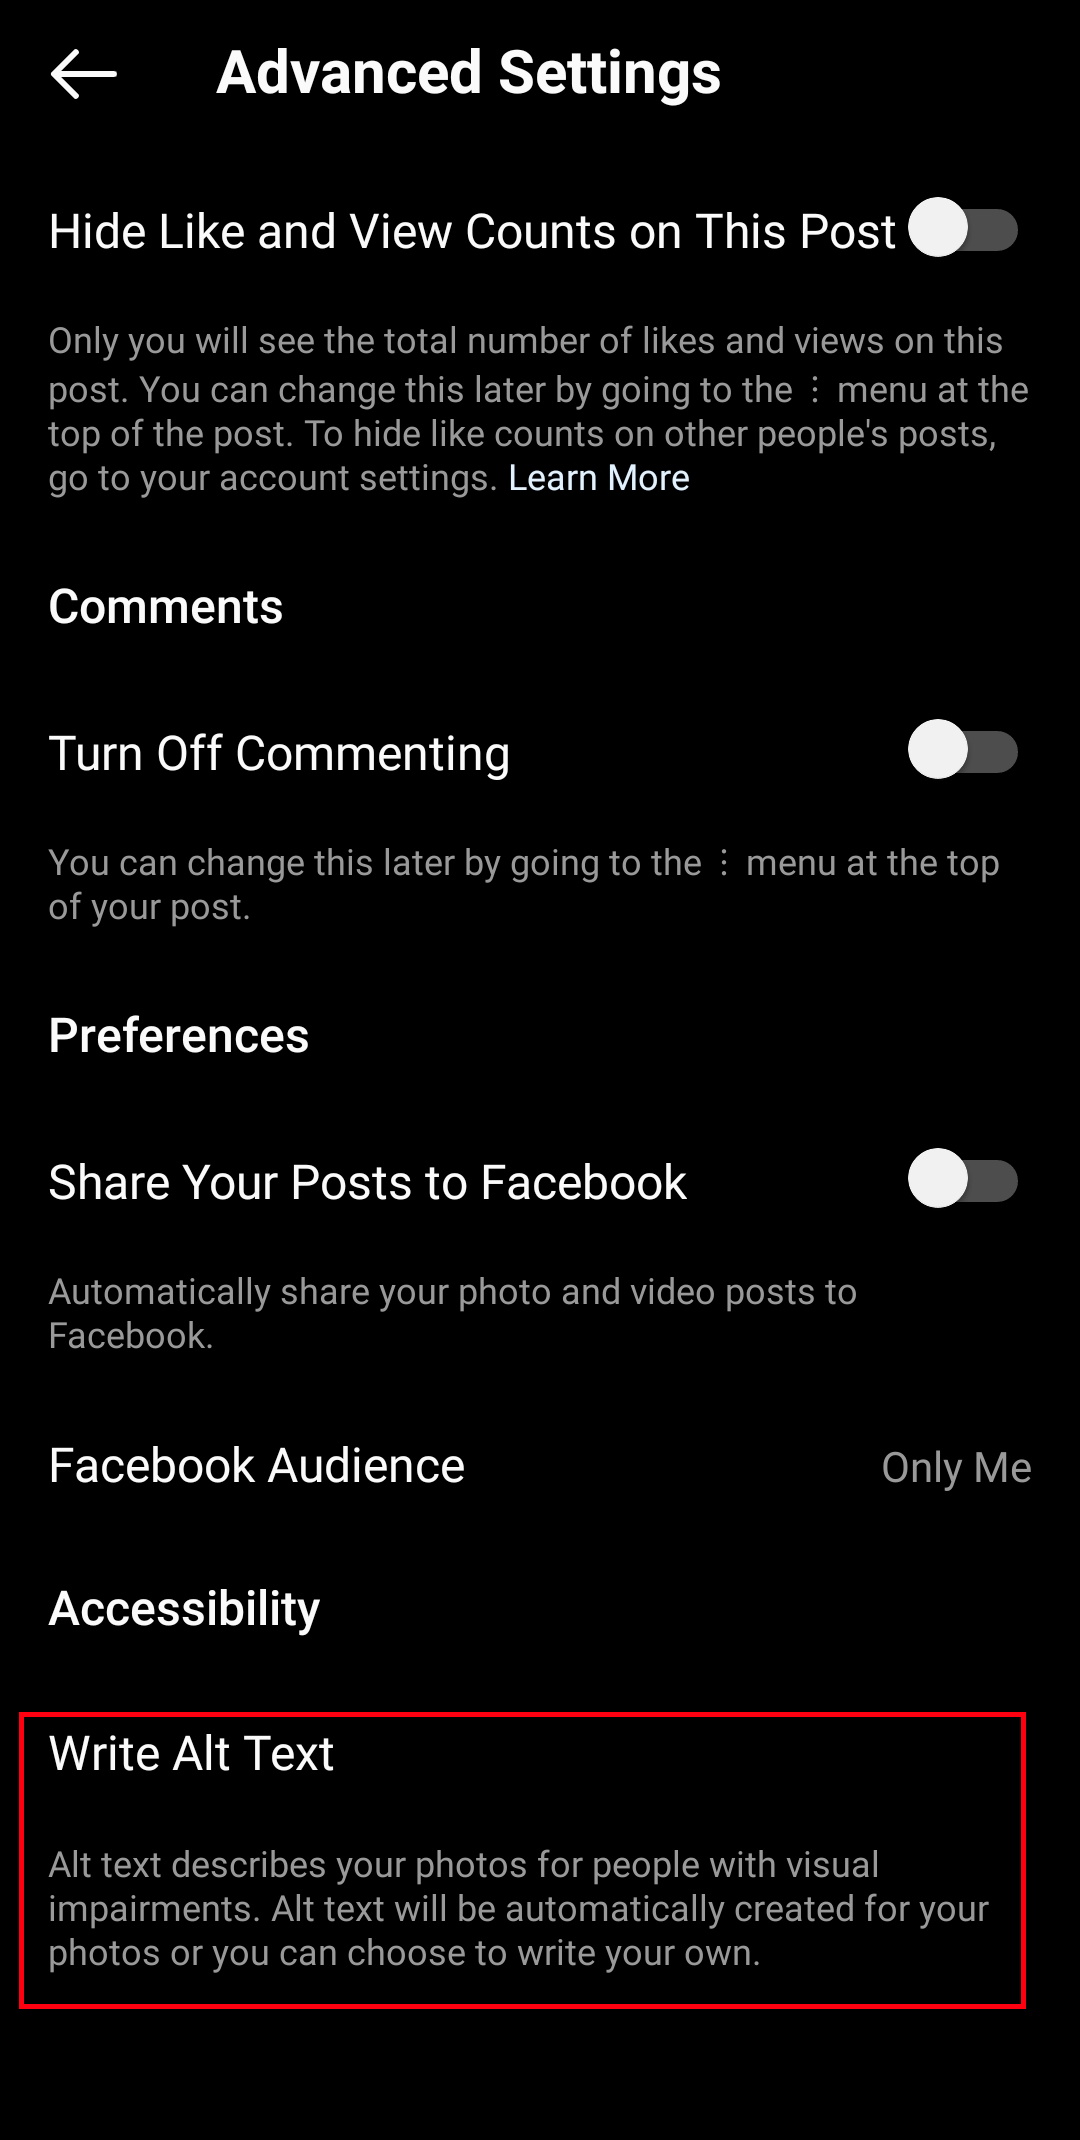 Advanced Settings
Hide Like and View Counts on This Post
Only you will see the total number of likes and views on this
post. You can change this later by going to the ⋮ menu at the
top of the post. To hide like counts on other people's posts,
go to your account settings. Learn More
Comments
Turn Off Commenting
You can change this later by going to the ⋮ menu at the top
of your post.
Preferences
Share Your Posts to Facebook
Automatically share your photo and video posts to
Facebook.
Facebook Audience Only Me
Accessibility
Write Alt Text
Alt text describes your photos for people with visual
impairments. Alt text will be automatically created for your
photos or you can choose to write your own.